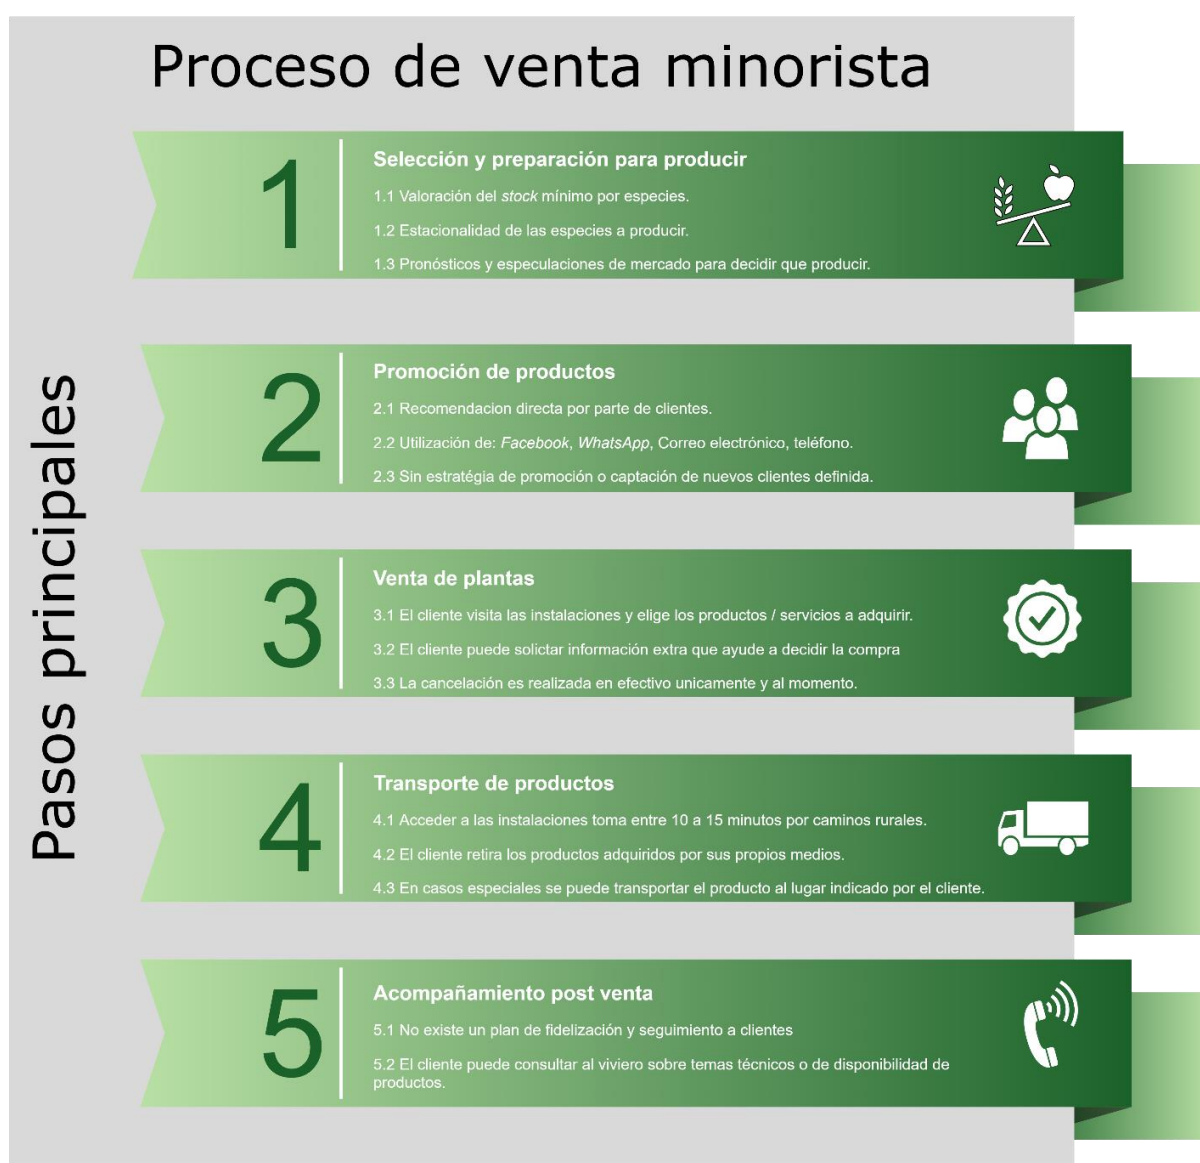 Proceso de venta minorista
Pasos principales
1
Selección y preparación para producir
1.1 Valoración del stock mínimo por especies.
1.2 Estacionalidad de las especies a producir.
1.3 Pronósticos y especulaciones de mercado para decidir que producir.
2
Promoción de productos
2.1 Recomendacion directa por parte de clientes.
2.2 Utilización de: Facebook, WhatsApp, Correo electrónico, teléfono.
2.3 Sin estratégia de promoción o captación de nuevos clientes definida.
3
Venta de plantas
3.1 El cliente visita las instalaciones y elige los productos / servicios a adquirir.
3.2 El cliente puede solictar información extra que ayude a decidir la compra
3.3 La cancelación es realizada en efectivo unicamente y al momento.
4
Transporte de productos
4.1 Acceder a las instalaciones toma entre 10 a 15 minutos por caminos rurales.
4.2 El cliente retira los productos adquiridos por sus propios medios.
4.3 En casos especiales se puede transportar el producto al lugar indicado por el cliente.
5
Acompañamiento post venta
5.1 No existe un plan de fidelización y seguimiento a clientes
5.2 El cliente puede consultar al viviero sobre temas técnicos o de disponibilidad de
productos.